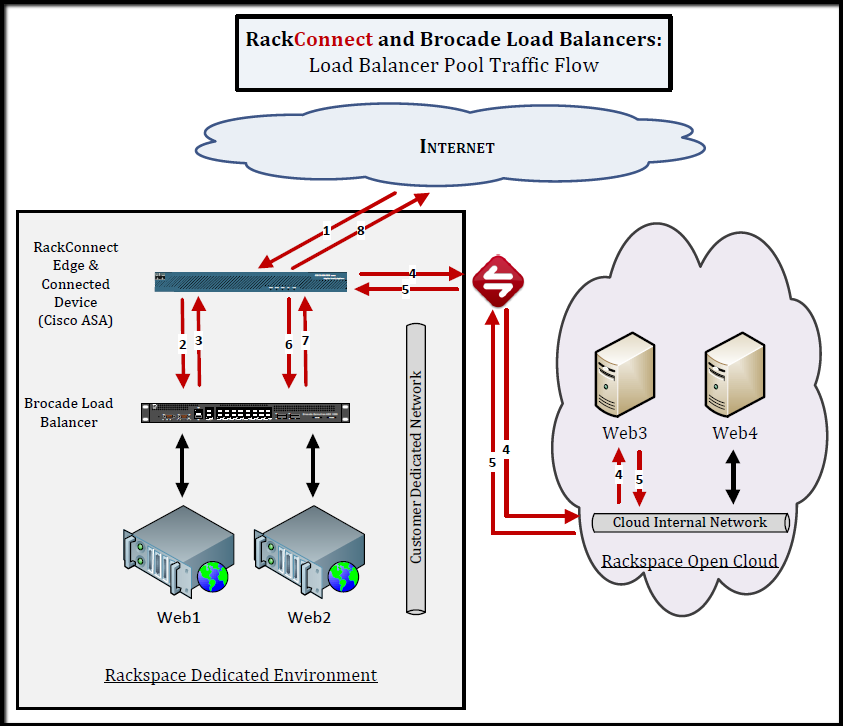 RackConnect and Brocade Load Balancers:
Load Balancer Pool Traffic Flow
INTERNET
1
8
RackConnect
Edge &
Connected
Device
(Cisco ASA)
4
5
2
3
6
7
Brocade Load
Balancer
Customer Dedicated Network
Web1
Web2
Rackspace Dedicated Environment
5
4
Web3
Web4
4
5
Cloud Internal Network
Rackspace Open Cloud